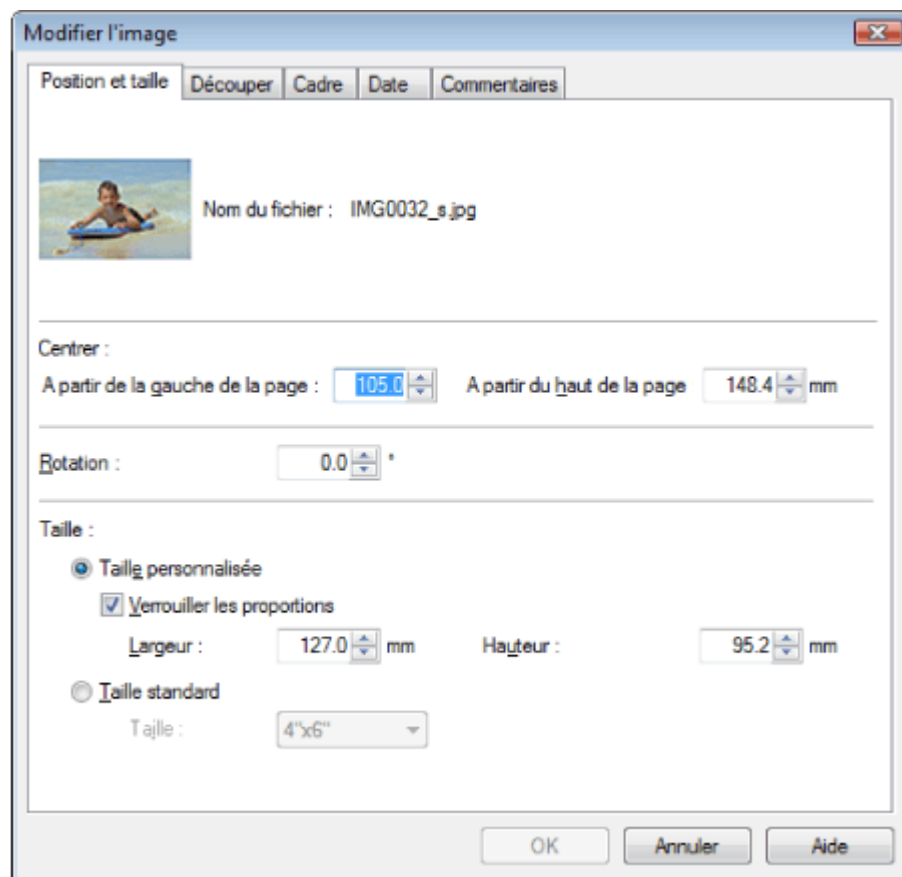 Modifier l'image
Position et taille Découper Cadre Date Commentaires
Nom du fichier : IMG0032_s.jpg
Centrer :
A partir de la gauche de la page : 105.0 A partir du haut de la page 148.4 mm
Rotation : 0.0 °
Taille :
Taille personnalisée
Verrouiller les proportions
Largeur : 127.0 mm Hauteur : 95.2 mm
Taille standard
Taille : 4"x6"
OK Annuler Aide